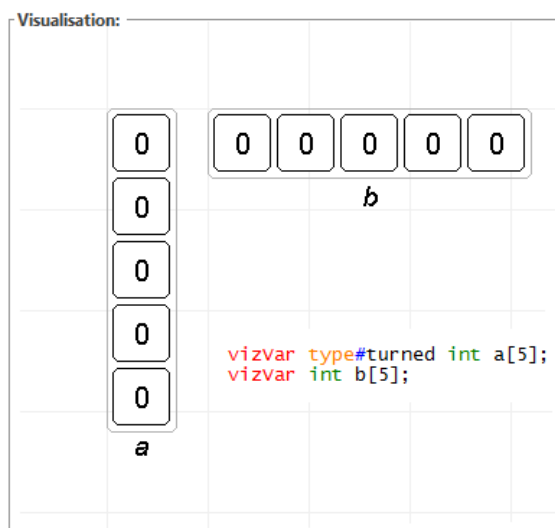 Visualisation:
0 0 0 0 0 0
b
0
0
0
0
a
vizVar type#turned int a[5];
vizVar int b[5];